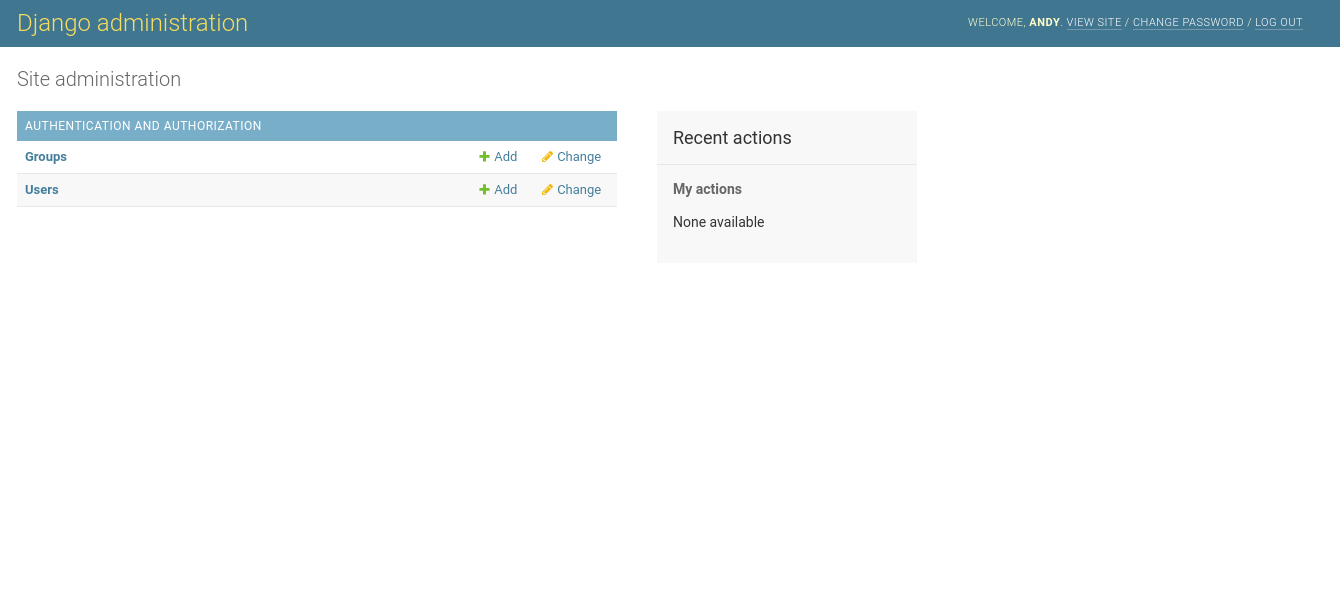 Django administration
WELCOME, ANDY. VIEW SITE / CHANGE PASSWORD / LOG OUT
Site administration
AUTHENTICATION AND AUTHORIZATION
Groups Add Change
Users Add Change
Recent actions
My actions
None available